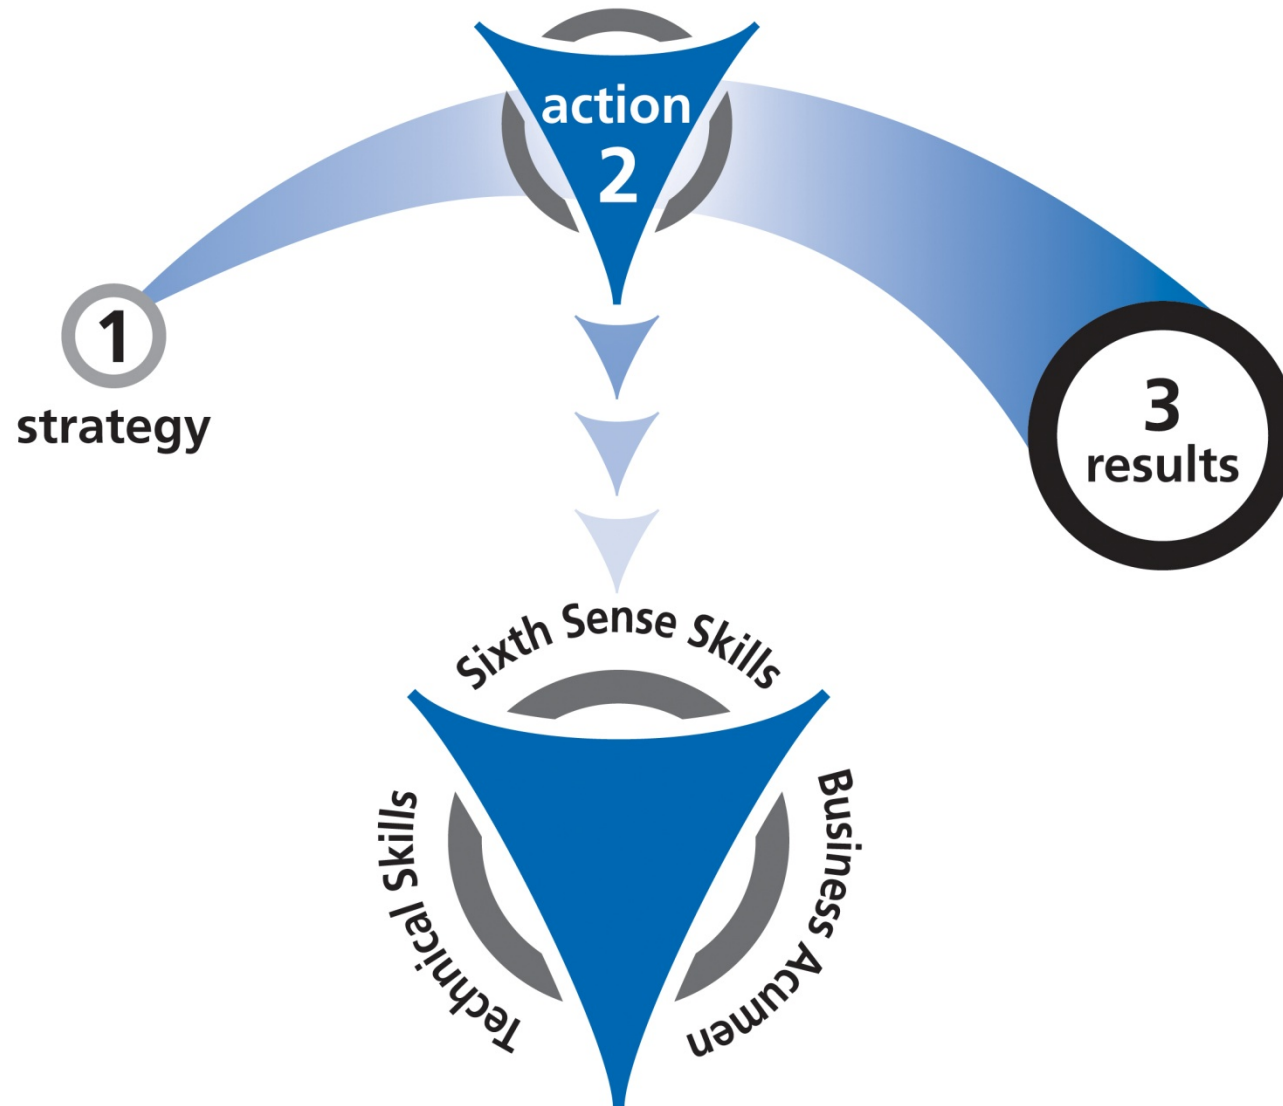 action
2
1
strategy
3
results
Sixth Sense Skills
Technical Skills
Business Acumen